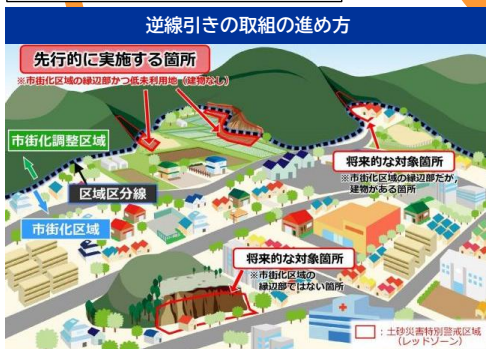 逆線引きの取組の進め方
先行的に実施する箇所
※市街化区域の縁辺部かつ低未利用地（建物なし）
市街化調整区域
区域区分線
市街化区域
将来的な対象箇所
※市街化区域の縁辺部だが、
建物がある箇所
将来的な対象箇所
※市街化区域の
縁辺部ではない箇所
：土砂災害特別警戒区域
（レッドゾーン）